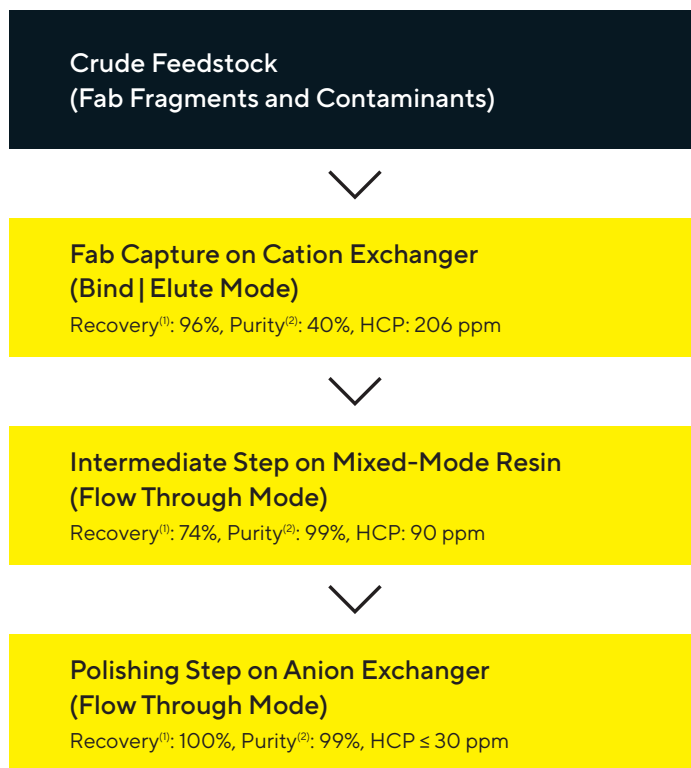 Crude Feedstock
(Fab Fragments and Contaminants)
Fab Capture on Cation Exchanger
(Bind | Elute Mode)
Recovery⁽¹⁾: 96%, Purity⁽²⁾: 40%, HCP: 206 ppm
Intermediate Step on Mixed-Mode Resin
(Flow Through Mode)
Recovery⁽¹⁾: 74%, Purity⁽²⁾: 99%, HCP: 90 ppm
Polishing Step on Anion Exchanger
(Flow Through Mode)
Recovery⁽¹⁾: 100%, Purity⁽²⁾: 99%, HCP ≤ 30 ppm